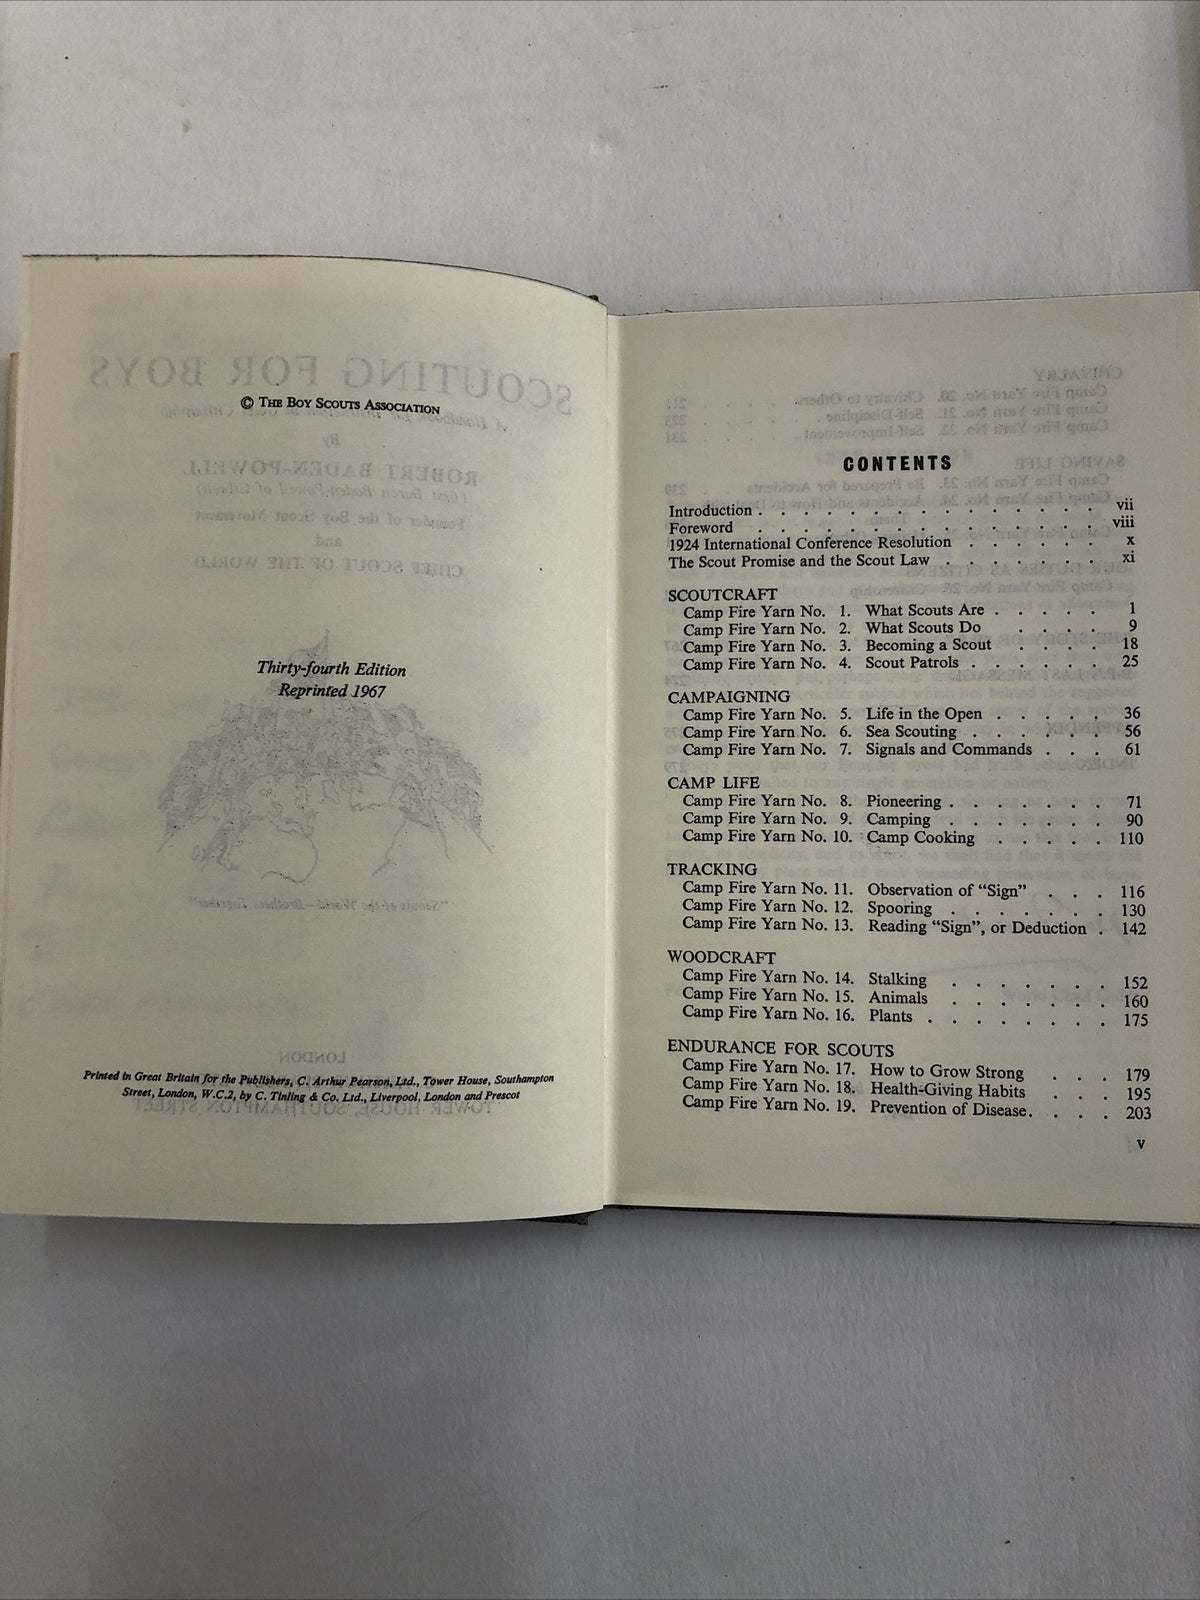 © THE BOY SCOUTS ASSOCIATION
Thirty-fourth Edition
Reprinted 1967
Printed in Great Britain for the Publishers, C. Arthur Pearson, Ltd., Tower House, Southampton
Street, London, W.C.2, by C. Tinling & Co. Ltd., Liverpool, London and Prescot
CONTENTS
Introduction . . . . . . . . . . . . . vii
Foreword . . . . . . . . . . . . . viii
1924 International Conference Resolution . . . . . . x
The Scout Promise and the Scout Law . . . . . . . xi
SCOUTCRAFT
Camp Fire Yarn No. 1. What Scouts Are . . . . . 1
Camp Fire Yarn No. 2. What Scouts Do . . . . 9
Camp Fire Yarn No. 3. Becoming a Scout . . . . 18
Camp Fire Yarn No. 4. Scout Patrols . . . . . . 25
CAMPAIGNING
Camp Fire Yarn No. 5. Life in the Open . . . . . 36
Camp Fire Yarn No. 6. Sea Scouting . . . . . . 56
Camp Fire Yarn No. 7. Signals and Commands . . . 61
CAMP LIFE
Camp Fire Yarn No. 8. Pioneering . . . . . . . 71
Camp Fire Yarn No. 9. Camping . . . . . . . 90
Camp Fire Yarn No. 10. Camp Cooking . . . . . 110
TRACKING
Camp Fire Yarn No. 11. Observation of “Sign” . . . 116
Camp Fire Yarn No. 12. Spooring . . . . . . . 130
Camp Fire Yarn No. 13. Reading “Sign”, or Deduction . 142
WOODCRAFT
Camp Fire Yarn No. 14. Stalking . . . . . . . 152
Camp Fire Yarn No. 15. Animals . . . . . . . 160
Camp Fire Yarn No. 16. Plants . . . . . . . . 175
ENDURANCE FOR SCOUTS
Camp Fire Yarn No. 17. How to Grow Strong . . . 179
Camp Fire Yarn No. 18. Health-Giving Habits . . . 195
Camp Fire Yarn No. 19. Prevention of Disease. . . . 203
v